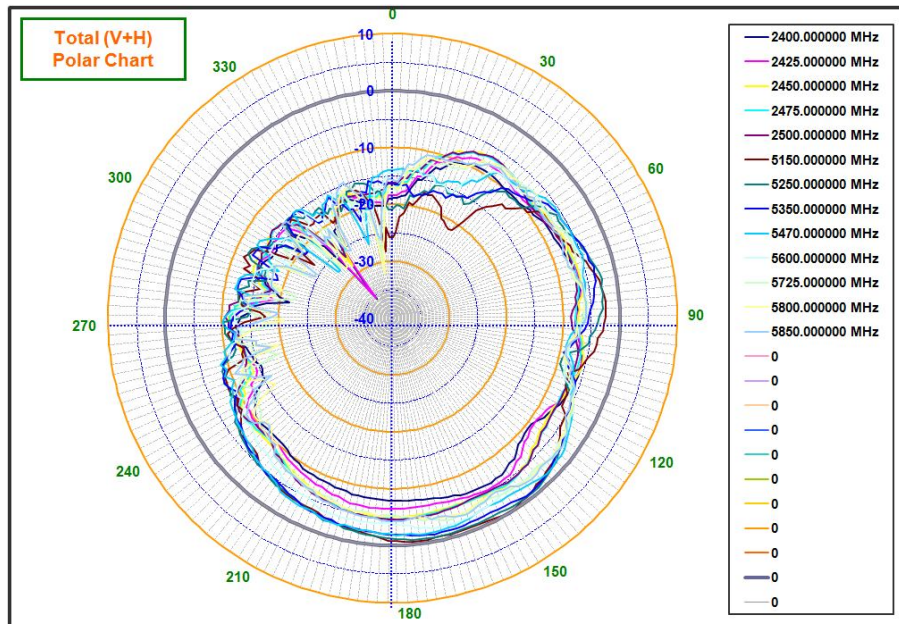 Total (V+H)
Polar Chart
0
30
60
90
120
150
180
210
240
270
300
330
10
0
-10
-20
-30
-40
2400.000000 MHz
2425.000000 MHz
2450.000000 MHz
2475.000000 MHz
2500.000000 MHz
5150.000000 MHz
5250.000000 MHz
5350.000000 MHz
5470.000000 MHz
5600.000000 MHz
5725.000000 MHz
5800.000000 MHz
5850.000000 MHz
0
0
0
0
0
0
0
0
0
0
0